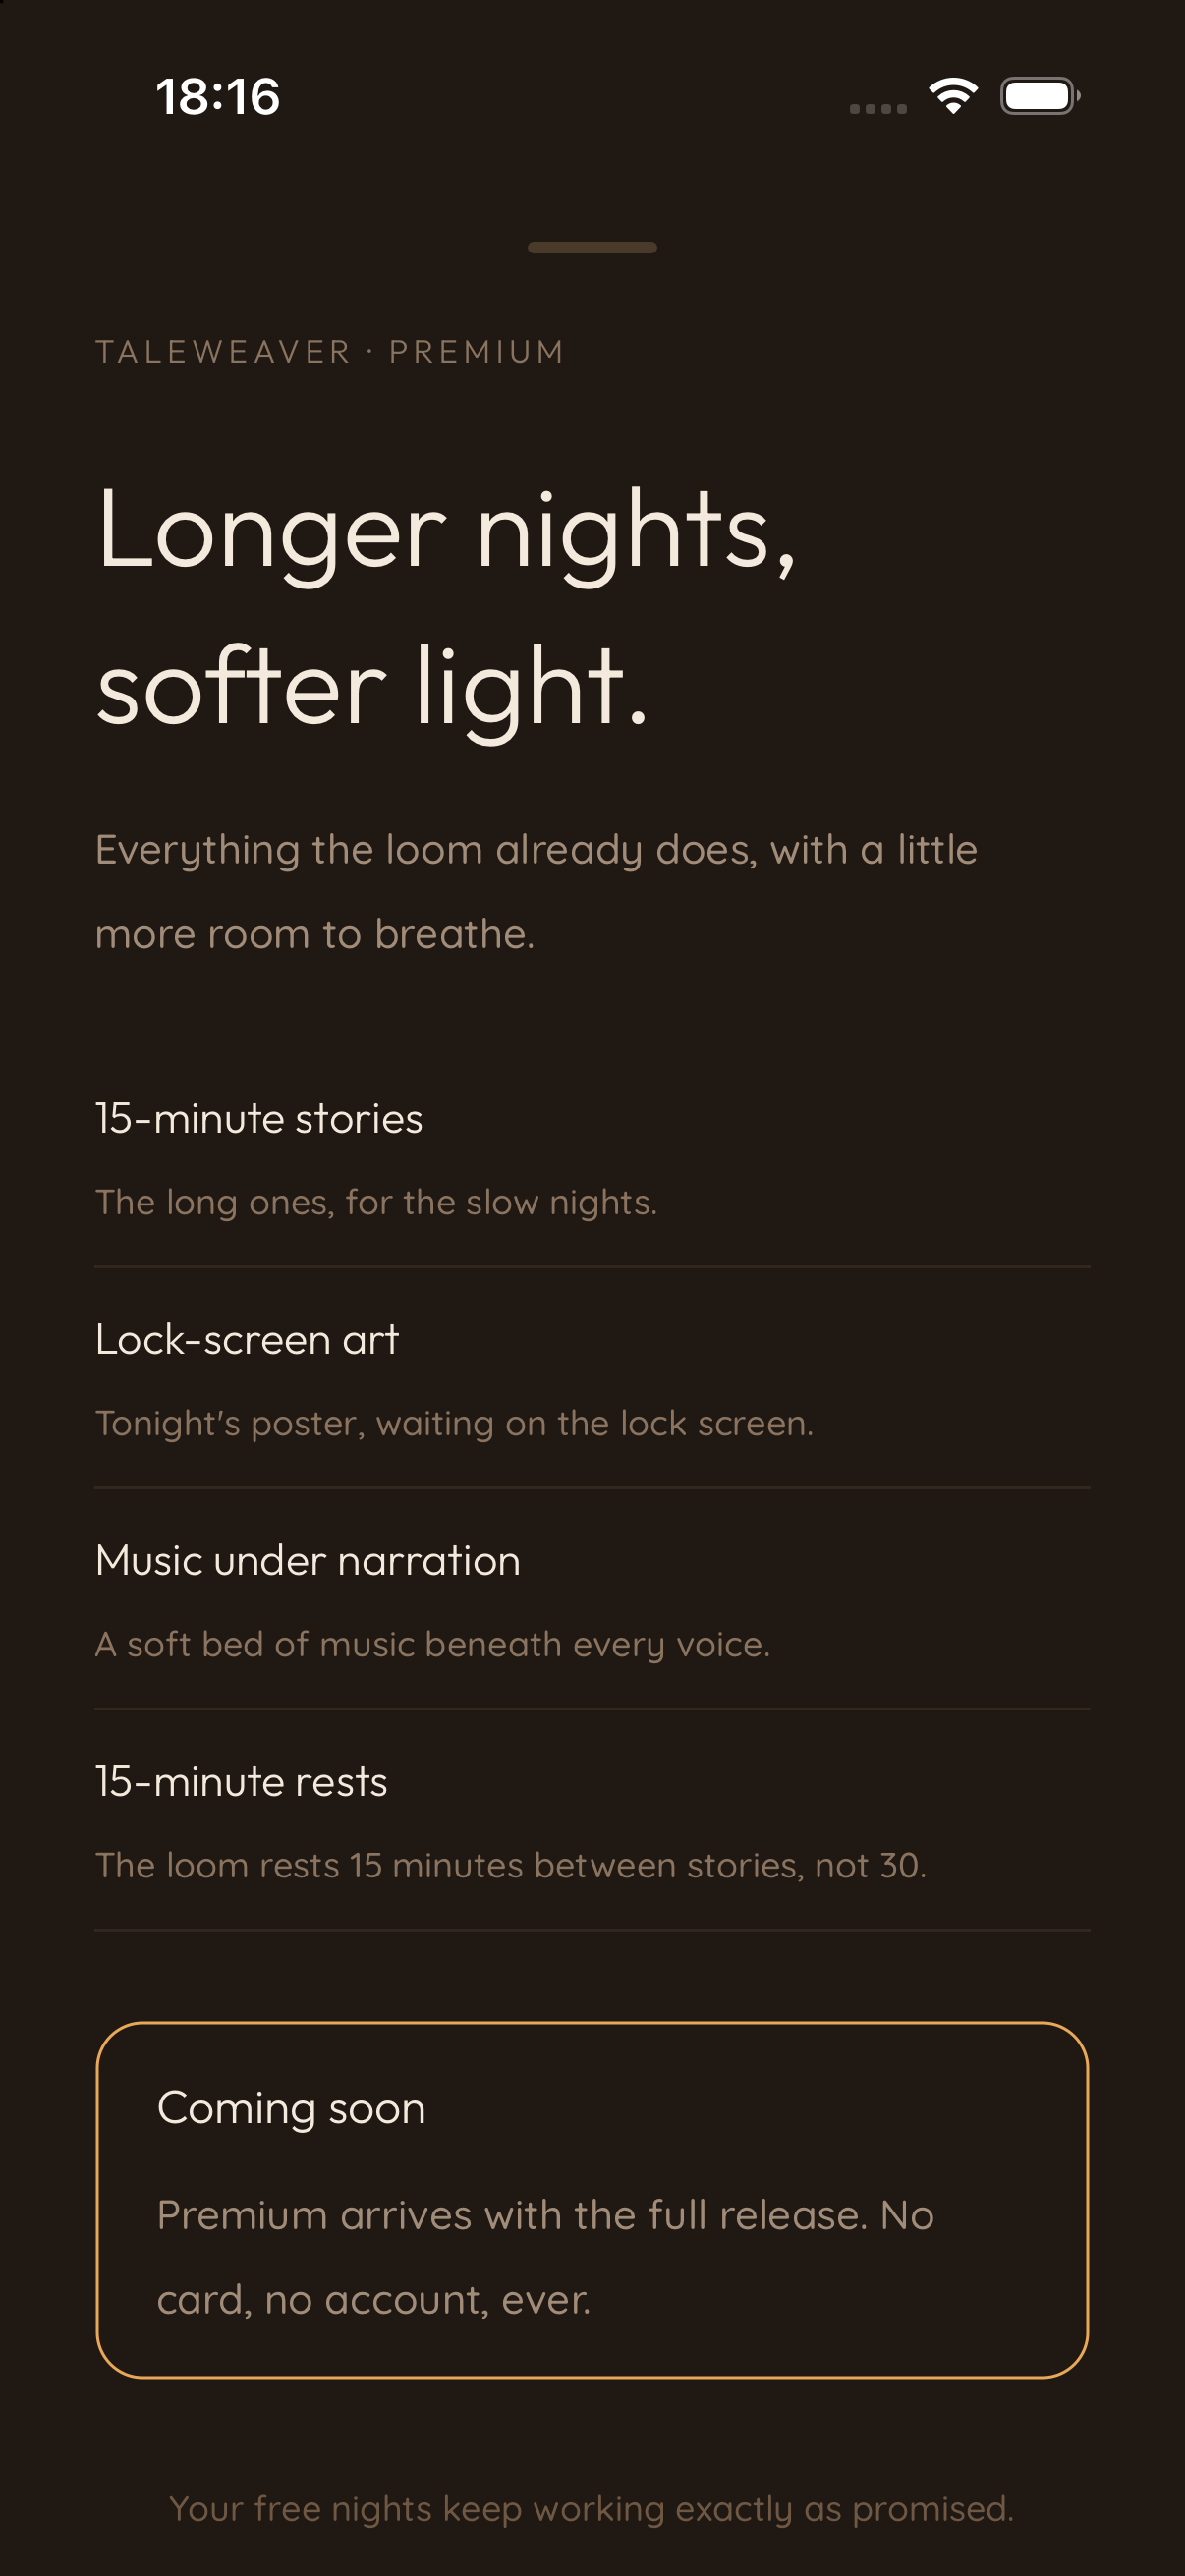 18:16
TALEWEAVER · PREMIUM
Longer nights,
softer light.
Everything the loom already does, with a little
more room to breathe.
15-minute stories
The long ones, for the slow nights.
Lock-screen art
Tonight's poster, waiting on the lock screen.
Music under narration
A soft bed of music beneath every voice.
15-minute rests
The loom rests 15 minutes between stories, not 30.
Coming soon
Premium arrives with the full release. No
card, no account, ever.
Your free nights keep working exactly as promised.